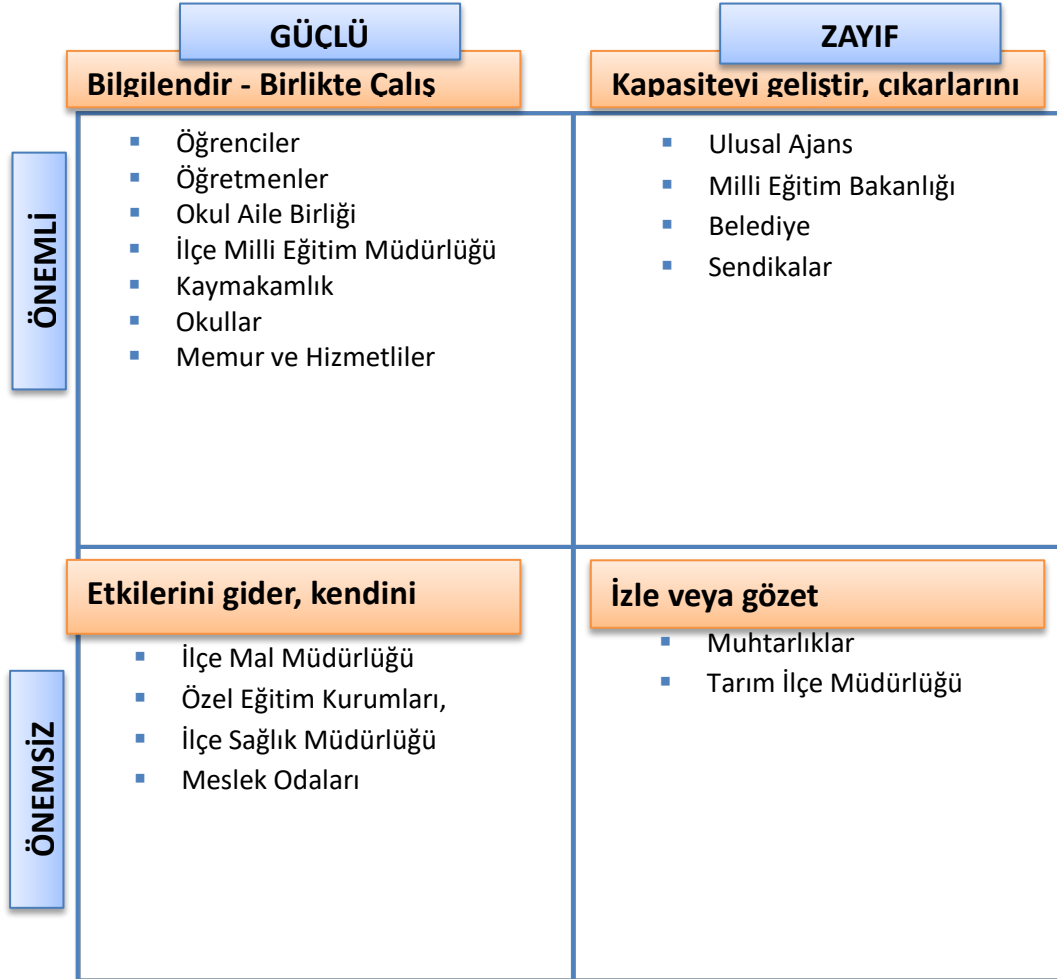 GÜÇLÜ
ZAYIF
Bilgilendir - Birlikte Çalış
Kapasiteyi geliştir, çıkarlarını
ÖNEMLİ
Öğrenciler
Öğretmenler
Okul Aile Birliği
İlçe Milli Eğitim Müdürlüğü
Kaymakamlık
Okullar
Memur ve Hizmetliler
Ulusal Ajans
Milli Eğitim Bakanlığı
Belediye
Sendikalar
Etkilerini gider, kendini
İzle veya gözet
ÖNEMSİZ
İlçe Mal Müdürlüğü
Özel Eğitim Kurumları,
İlçe Sağlık Müdürlüğü
Meslek Odaları
Muhtarlıklar
Tarım İlçe Müdürlüğü